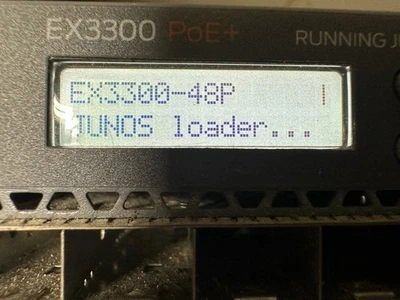 EX3300 PoE+
RUNNING
EX3300-48P |
JUNOS loader...